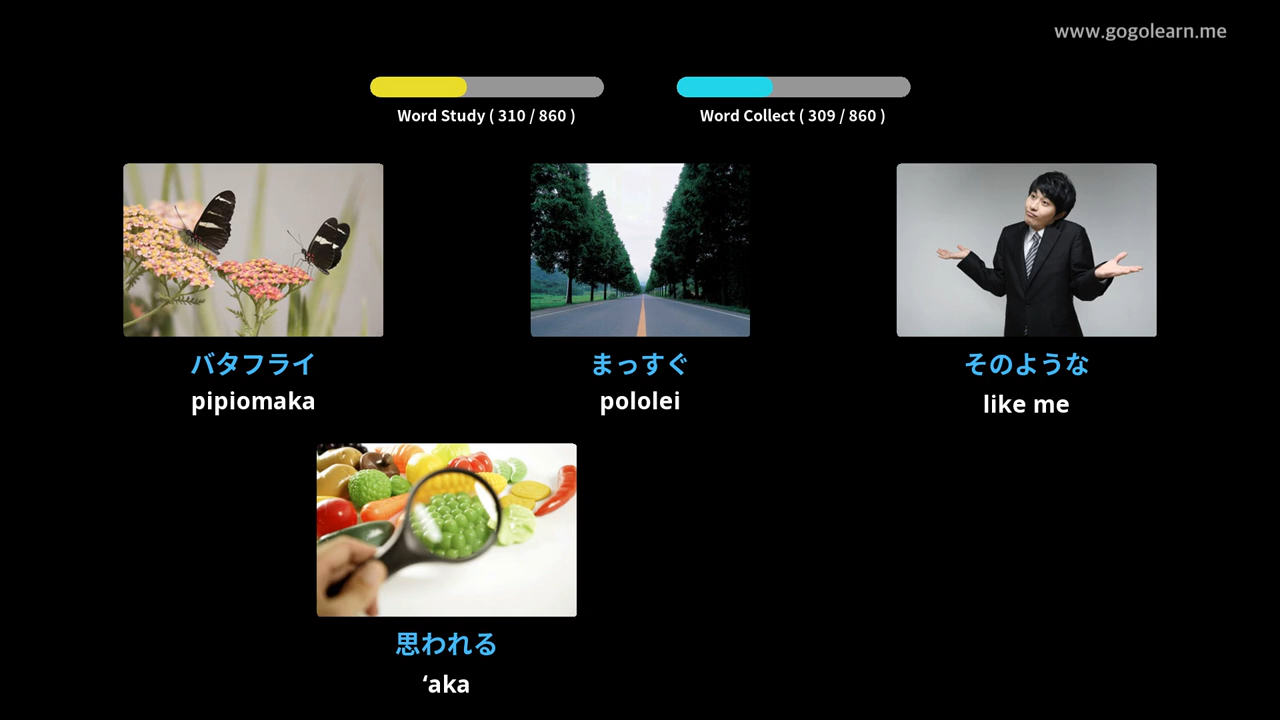 www.gogolearn.me
Word Study ( 310 / 860 )
Word Collect ( 309 / 860 )
バタフライ
pipiomaka
まっすぐ
pololei
そのような
like me
思われる
ʻaka